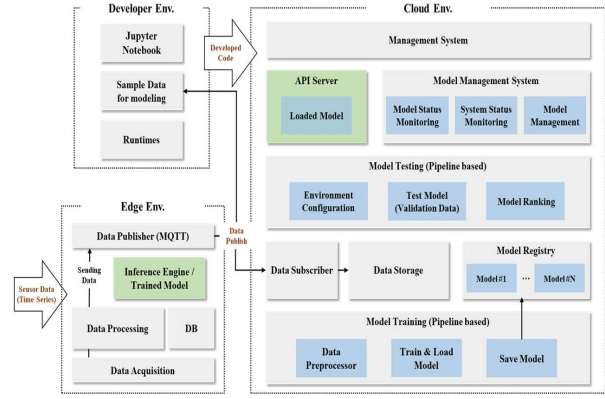 Developer Env.
Jupyter
Notebook
Sample Data
for modeling
Runtimes
Developed
Code
Cloud Env.
Management System
API Server
Loaded Model
Model Management System
Model Status
Monitoring
System Status
Monitoring
Model
Management
Model Testing (Pipeline based)
Environment
Configuration
Test Model
(Validation Data)
Model Ranking
Edge Env.
Data Publisher (MQTT)
Sending
Data
Inference Engine /
Trained Model
Data Processing
DB
Data Acquisition
Sensor Data
(Time Series)
Data
Publish
Data Subscriber
Data Storage
Model Registry
Model #1
...
Model #N
Model Training (Pipeline based)
Data
Preprocessor
Train & Load
Model
Save Model